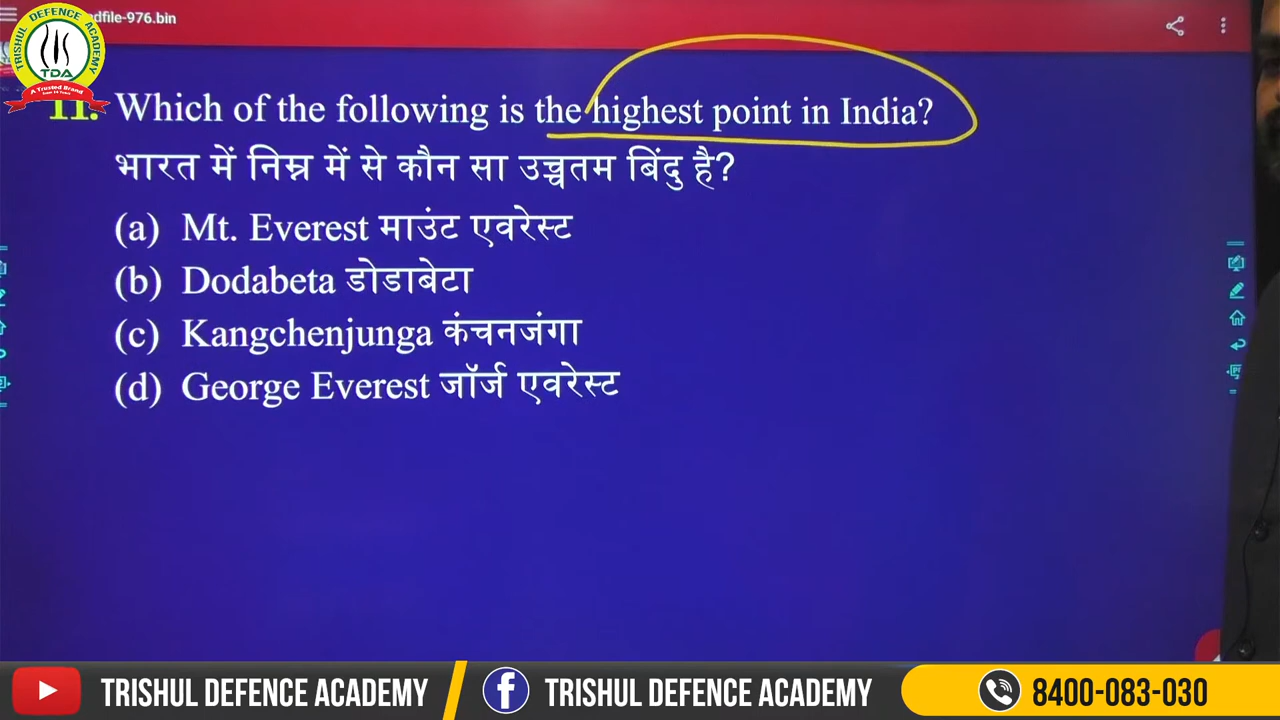 dfile-976.bin
TRISHUL DEFENCE ACADEMY
TDA
A Trusted Brand
11. Which of the following is the highest point in India?
भारत में निम्न में से कौन सा उच्चतम बिंदु है?
(a) Mt. Everest माउंट एवरेस्ट
(b) Dodabeta डोडाबेटा
(c) Kangchenjunga कंचनजंगा
(d) George Everest जॉर्ज एवरेस्ट
TRISHUL DEFENCE ACADEMY
TRISHUL DEFENCE ACADEMY
8400-083-030